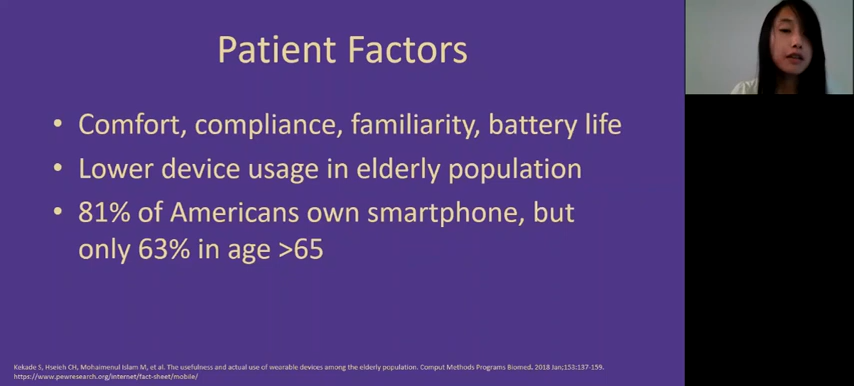 Patient Factors
• Comfort, compliance, familiarity, battery life
• Lower device usage in elderly population
• 81% of Americans own smartphone, but
only 63% in age >65
Kekade S, Hseieh CH, Mohaimenul Islam M, et al. The usefulness and actual use of wearable devices among the elderly population. Comput Methods Programs Biomed. 2018 Jan;153:137-159.
https://www.pewresearch.org/internet/fact-sheet/mobile/